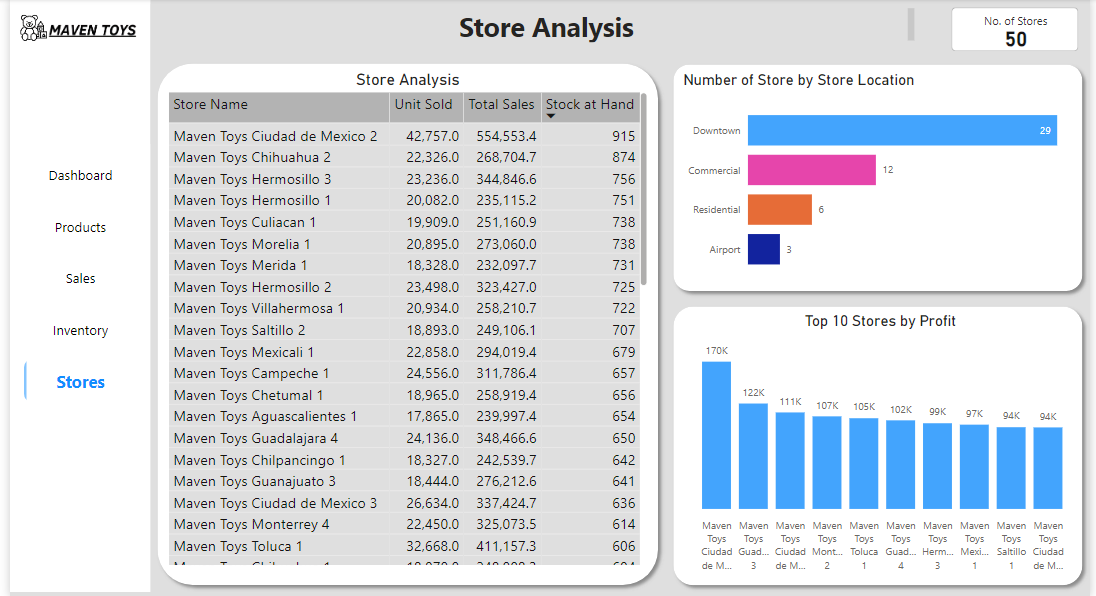 MAVEN TOYS
Store Analysis
No. of Stores
50
Dashboard
Products
Sales
Inventory
Stores
Store Analysis
Store Name Unit Sold Total Sales Stock at Hand
Maven Toys Ciudad de Mexico 2 42,757.0 554,553.4 915
Maven Toys Chihuahua 2 22,326.0 268,704.7 874
Maven Toys Hermosillo 3 23,236.0 344,846.6 756
Maven Toys Hermosillo 1 20,082.0 235,115.2 751
Maven Toys Culiacan 1 19,909.0 251,160.9 738
Maven Toys Morelia 1 20,895.0 273,060.0 738
Maven Toys Merida 1 18,328.0 232,097.7 731
Maven Toys Hermosillo 2 23,498.0 323,427.0 725
Maven Toys Villahermosa 1 20,934.0 258,210.7 722
Maven Toys Saltillo 2 18,893.0 249,106.1 707
Maven Toys Mexicali 1 22,858.0 294,019.4 679
Maven Toys Campeche 1 24,556.0 311,786.4 657
Maven Toys Chetumal 1 18,965.0 258,919.4 656
Maven Toys Aguascalientes 1 17,865.0 239,997.4 654
Maven Toys Guadalajara 4 24,136.0 348,466.6 650
Maven Toys Chilpancingo 1 18,327.0 242,539.7 642
Maven Toys Guanajuato 3 18,444.0 276,212.6 641
Maven Toys Ciudad de Mexico 3 26,634.0 337,424.7 636
Maven Toys Monterrey 4 22,450.0 325,073.5 614
Maven Toys Toluca 1 32,668.0 411,157.3 606
Number of Store by Store Location
Downtown 29
Commercial 12
Residential 6
Airport 3
Top 10 Stores by Profit
170K 122K 111K 107K 105K 102K 99K 97K 94K 94K
Maven Maven Maven Maven Maven Maven Maven Maven Maven Maven
Toys Toys Toys Toys Toys Toys Toys Toys Toys Toys
Ciudad Guad... Ciudad Mont... Toluca Guad... Herm... Mexi... Saltillo Ciudad
de M... 3 de M... 2 1 4 3 1 1 de M...